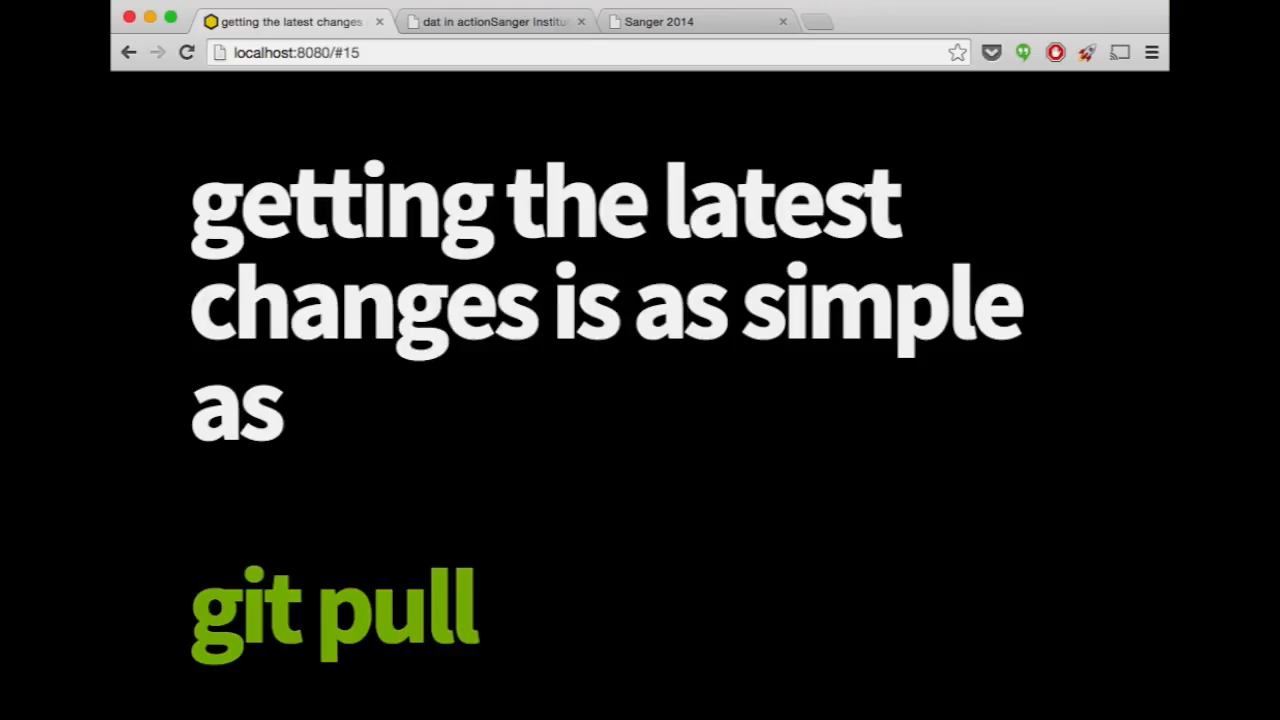 getting the latest changes
dat in actionSanger Institu
Sanger 2014
localhost:8080/#15
getting the latest
changes is as simple
as
git pull